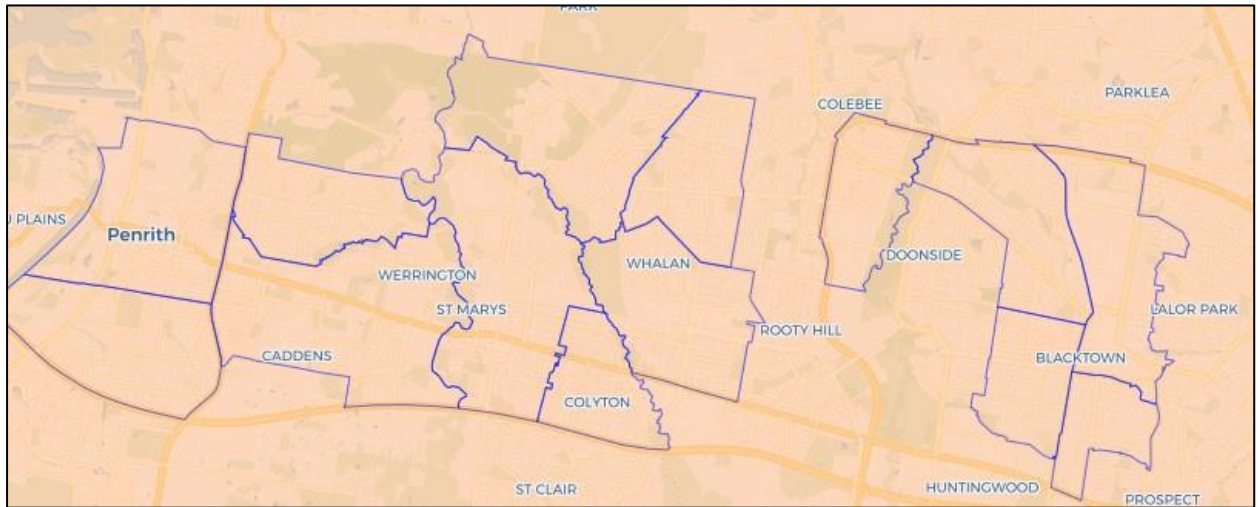 PARK
COLEBEE
PARKLEA
PLAINS
Penrith
DOONSIDE
WHALAN
WERRINGTON
ST MARYS
LALOR PARK
ROOTY HILL
CADDENS
BLACKTOWN
COLYTON
ST CLAIR
HUNTINGWOOD
PROSPECT